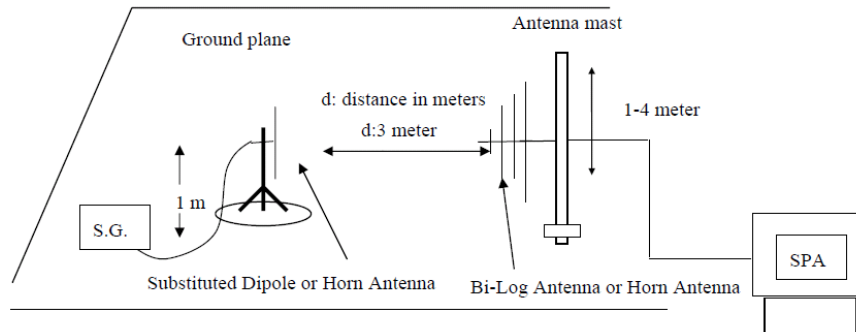 Ground plane
Antenna mast
d: distance in meters
d:3 meter
1-4 meter
1 m
S.G.
SPA
Substituted Dipole or Horn Antenna
Bi-Log Antenna or Horn Antenna